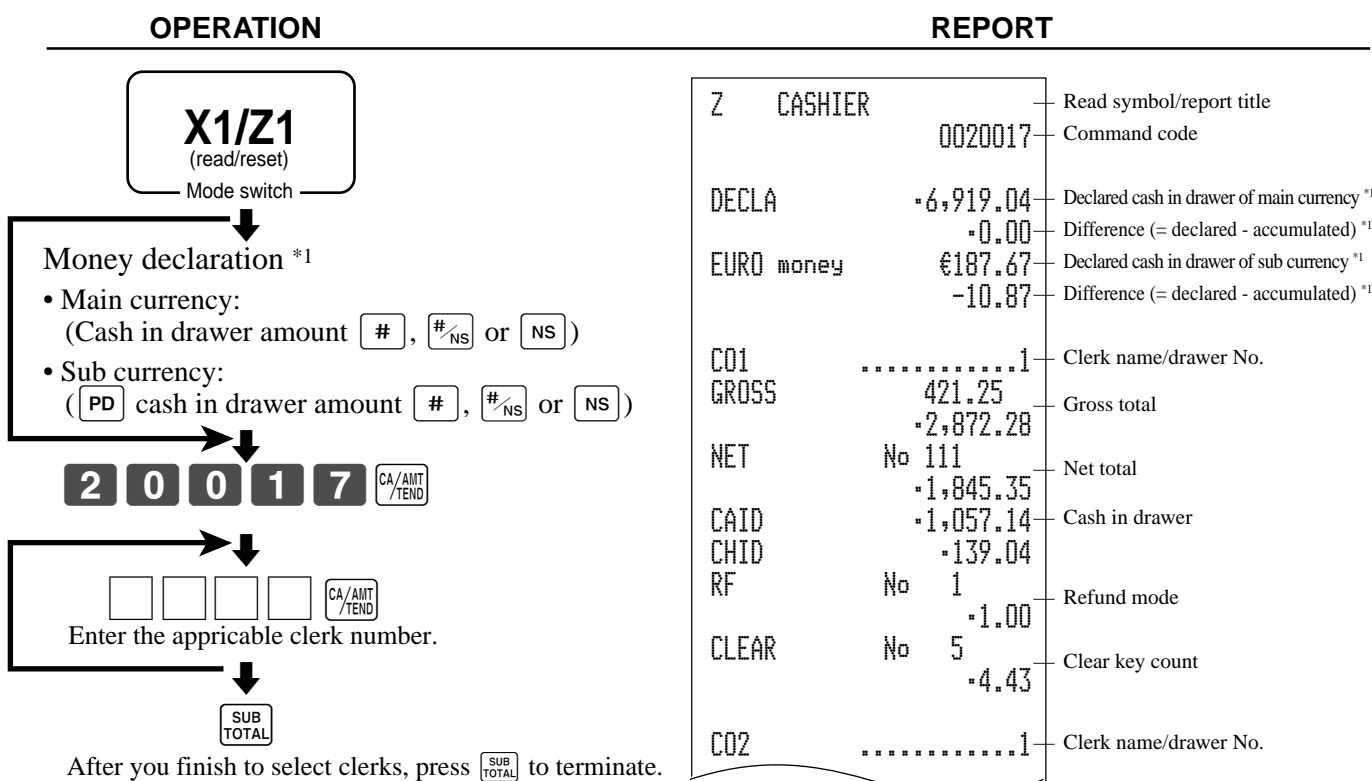 OPERATION
X1/Z1
(read/reset)
Mode switch
Money declaration *1
• Main currency:
(Cash in drawer amount #, #/NS or NS)
• Sub currency:
(PD cash in drawer amount #, #/NS or NS)
2 0 0 1 7 CA/AMT TEND
CA/AMT TEND
Enter the appricable clerk number.
SUB TOTAL
After you finish to select clerks, press SUB TOTAL to terminate.
REPORT
Z CASHIER Read symbol/report title
0020017 Command code
DECLA •6,919.04 Declared cash in drawer of main currency *1
•0.00 Difference (= declared - accumulated) *1
EURO money €187.67 Declared cash in drawer of sub currency *1
-10.87 Difference (= declared - accumulated) *1
C01 ............1 Clerk name/drawer No.
GROSS 421.25
Gross total
•2,872.28
NET No 111
Net total
•1,845.35
CAID •1,057.14 Cash in drawer
CHID •139.04
RF No 1
Refund mode
•1.00
CLEAR No 5
Clear key count
•4.43
C02 ............1 Clerk name/drawer No.